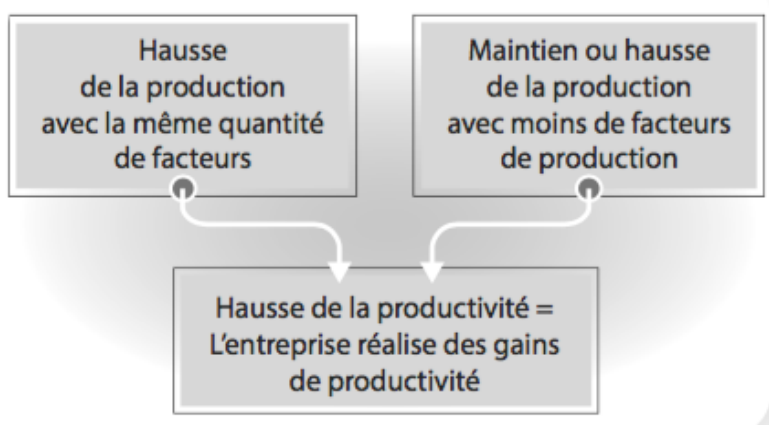 Hausse
de la production
avec la même quantité
de facteurs
Maintien ou hausse
de la production
avec moins de facteurs
de production
Hausse de la productivité =
L'entreprise réalise des gains
de productivité